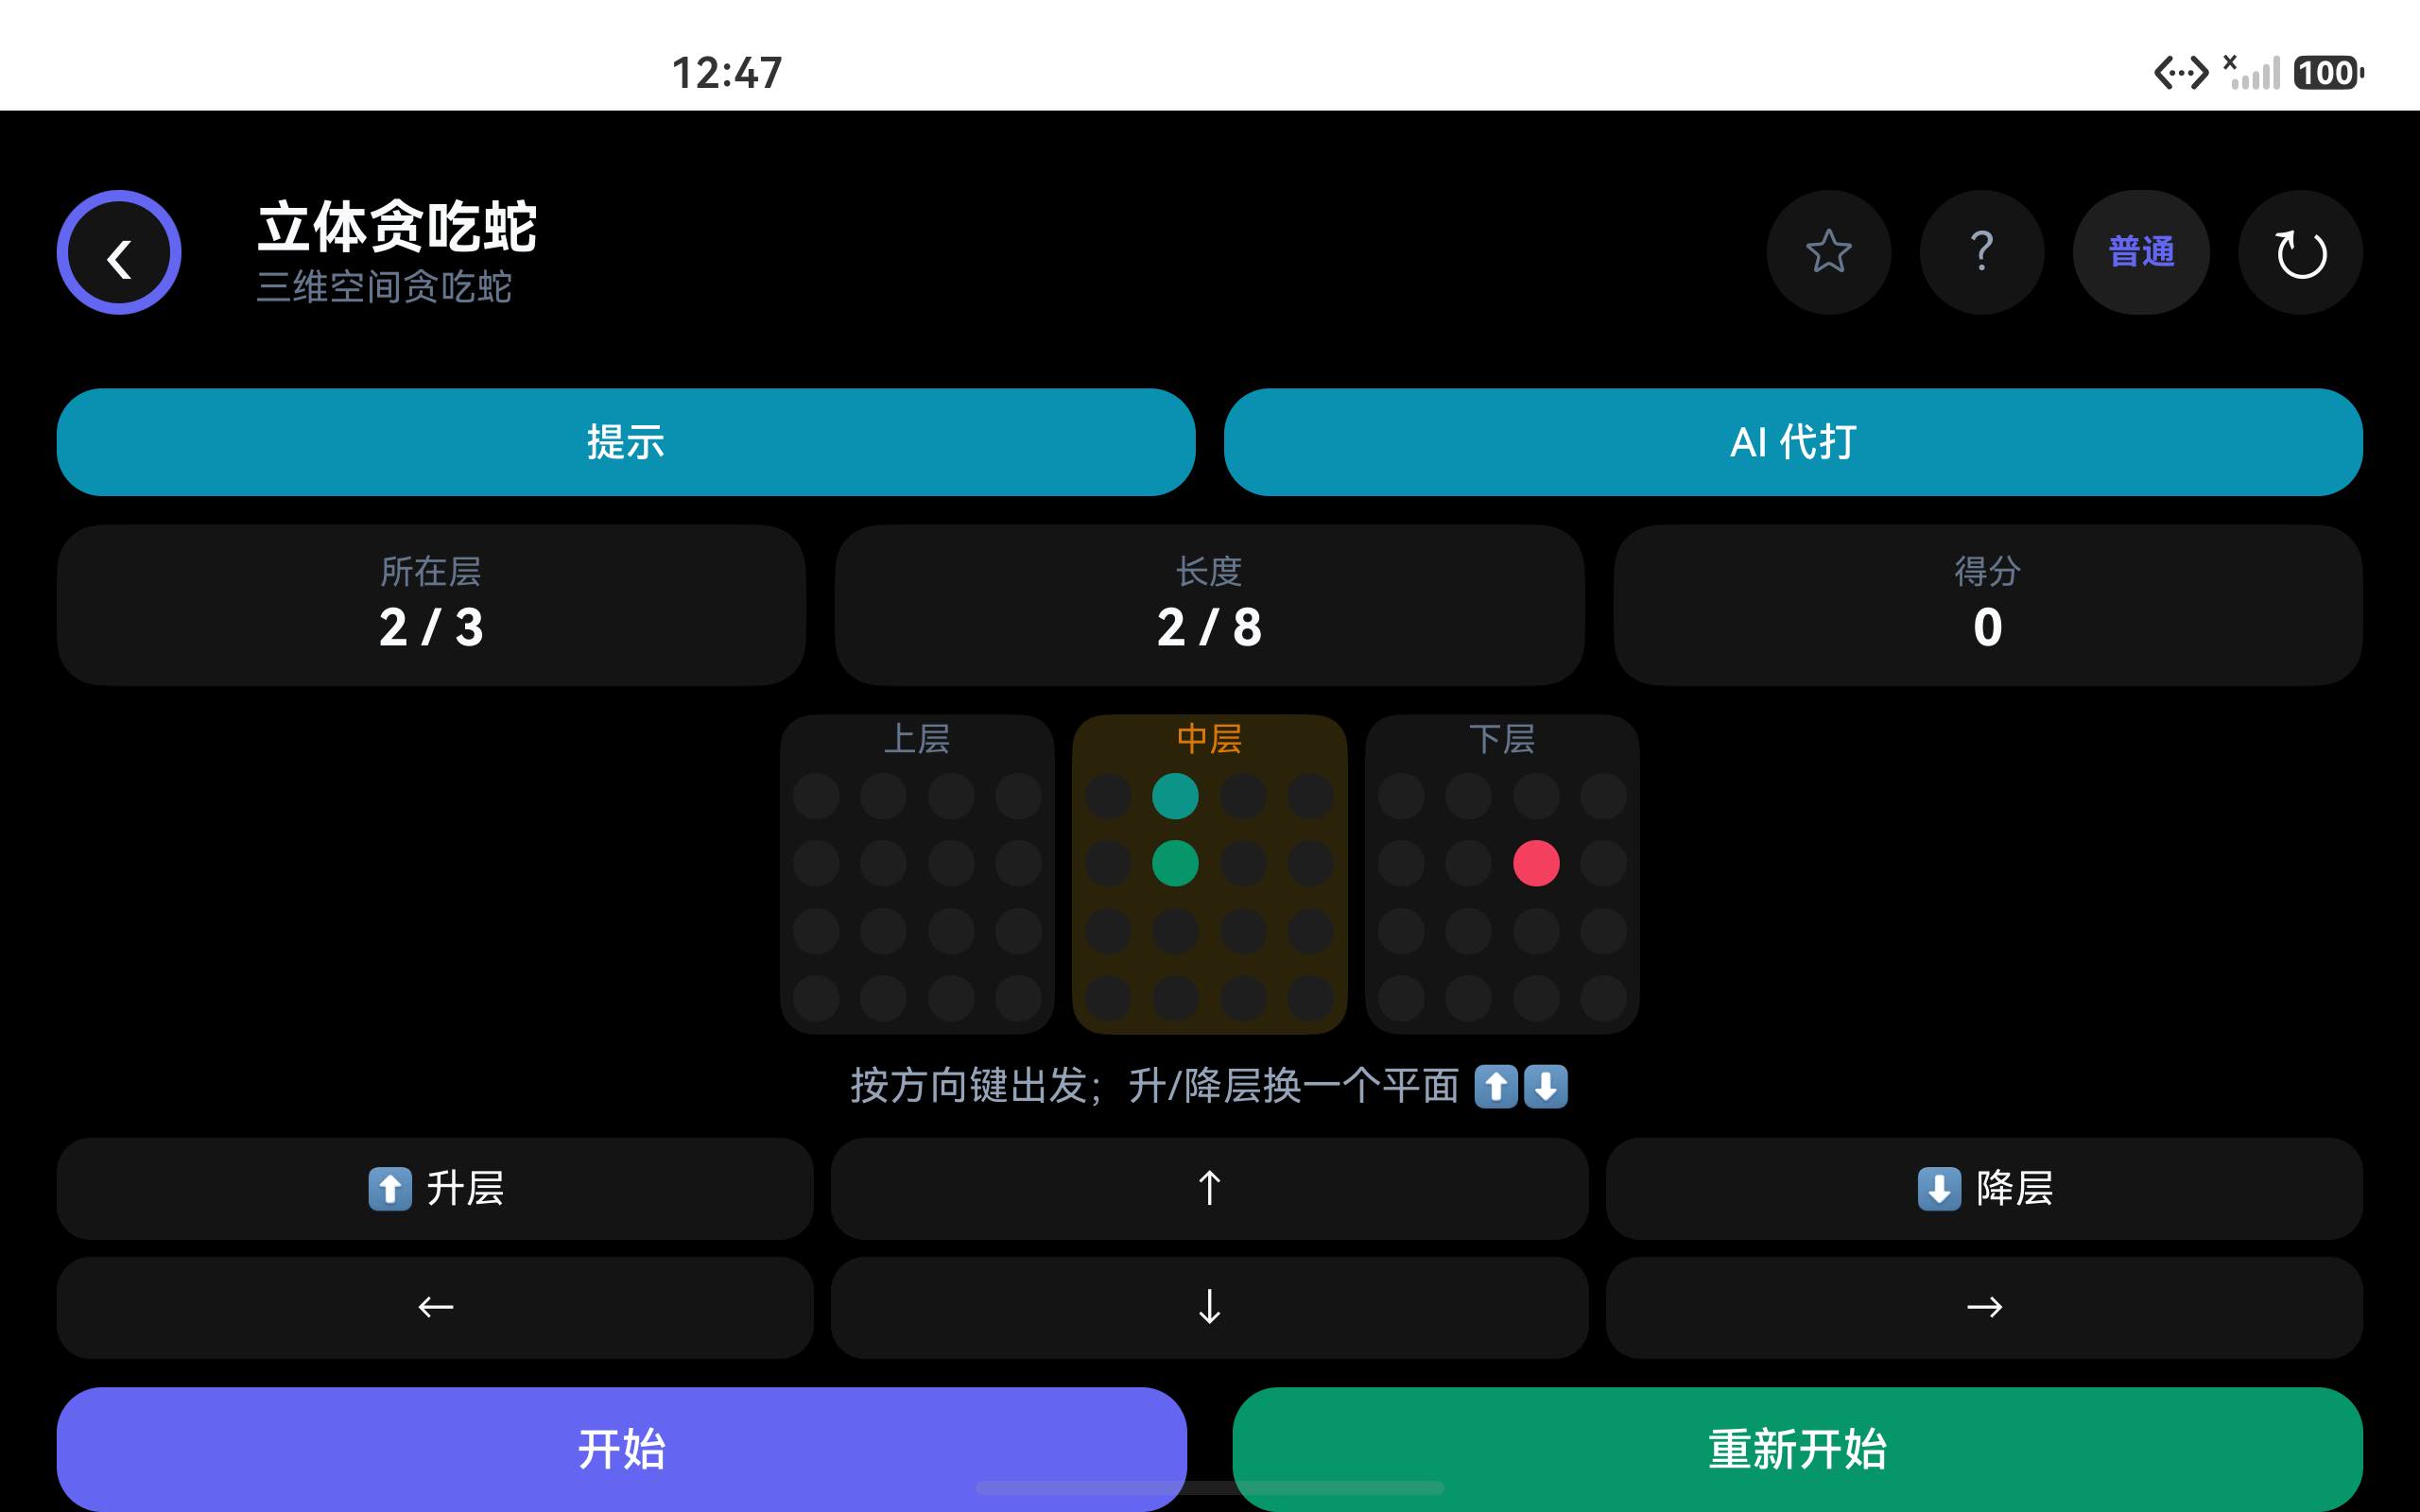 12:47
100
立体贪吃蛇
三维空间贪吃蛇
?
普通
提示
AI 代打
所在层
2 / 3
长度
2 / 8
得分
0
上层
中层
下层
按方向键出发；升/降层换一个平面 ⬆️⬇️
⬆️ 升层
↑
⬇️ 降层
←
↓
→
开始
重新开始